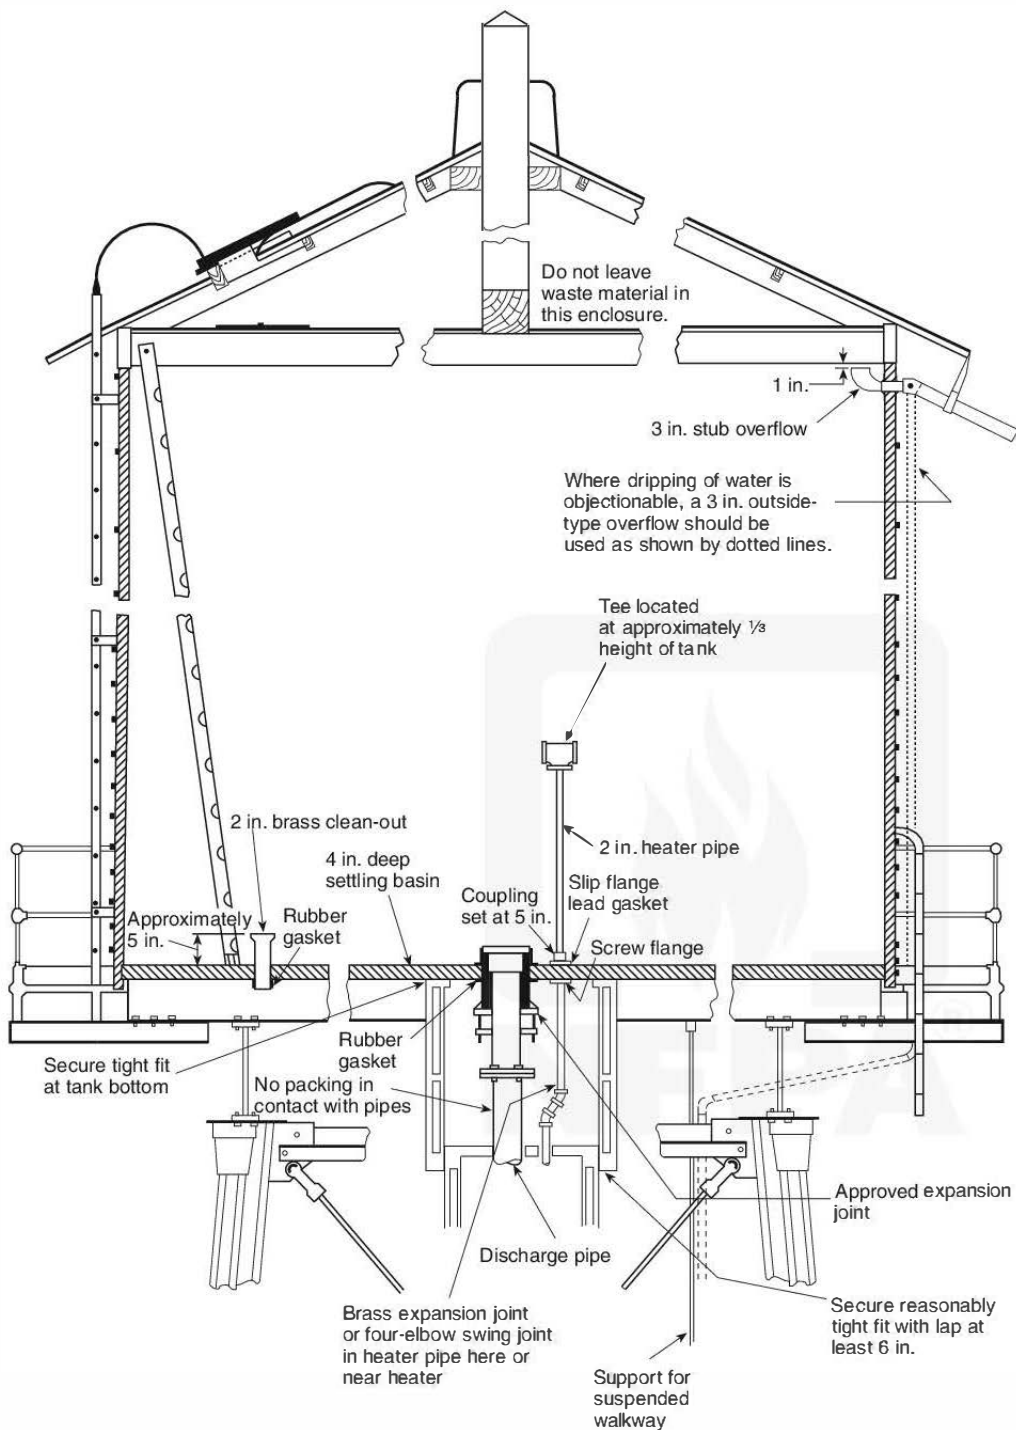 Do not leave
waste material in
this enclosure.
1 in.
3 in. stub overflow
Where dripping of water is
objectionable, a 3 in. outside-
type overflow should be
used as shown by dotted lines.
Tee located
at approximately ⅓
height of tank
2 in. brass clean-out
2 in. heater pipe
4 in. deep
settling basin
Slip flange
lead gasket
Coupling
set at 5 in.
Approximately
5 in.
Rubber
gasket
Screw flange
Rubber
gasket
Secure tight fit
at tank bottom
No packing in
contact with pipes
Approved expansion
joint
Discharge pipe
Brass expansion joint
or four-elbow swing joint
in heater pipe here or
near heater
Secure reasonably
tight fit with lap at
least 6 in.
Support for
suspended
walkway
NFPA
®